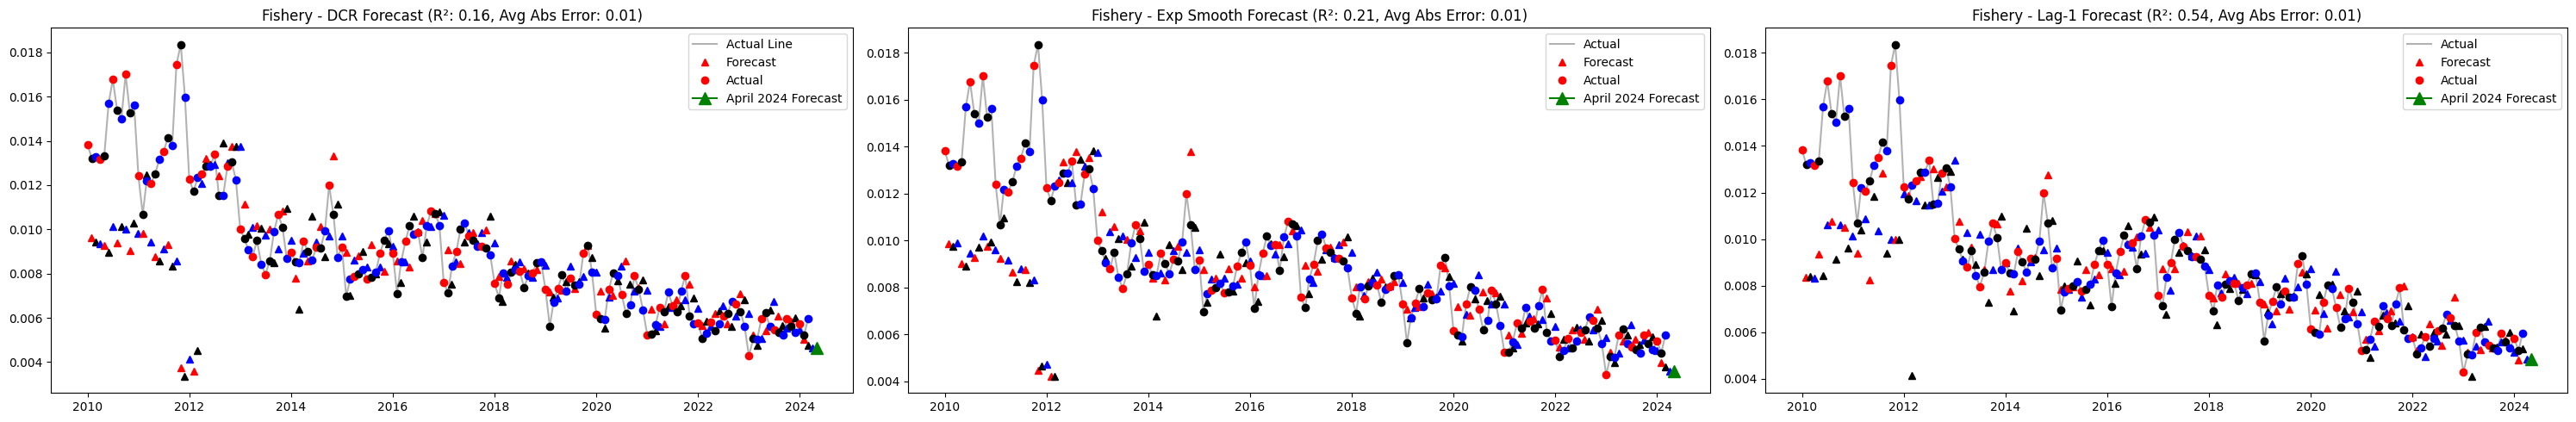 Fishery - DCR Forecast (R²: 0.16, Avg Abs Error: 0.01)
0.018
0.016
0.014
0.012
0.010
0.008
0.006
0.004
2010 2012 2014 2016 2018 2020 2022 2024
Actual Line
Forecast
Actual
April 2024 Forecast
Fishery - Exp Smooth Forecast (R²: 0.21, Avg Abs Error: 0.01)
0.018
0.016
0.014
0.012
0.010
0.008
0.006
0.004
2010 2012 2014 2016 2018 2020 2022 2024
Actual
Forecast
Actual
April 2024 Forecast
Fishery - Lag-1 Forecast (R²: 0.54, Avg Abs Error: 0.01)
0.018
0.016
0.014
0.012
0.010
0.008
0.006
0.004
2010 2012 2014 2016 2018 2020 2022 2024
Actual
Forecast
Actual
April 2024 Forecast